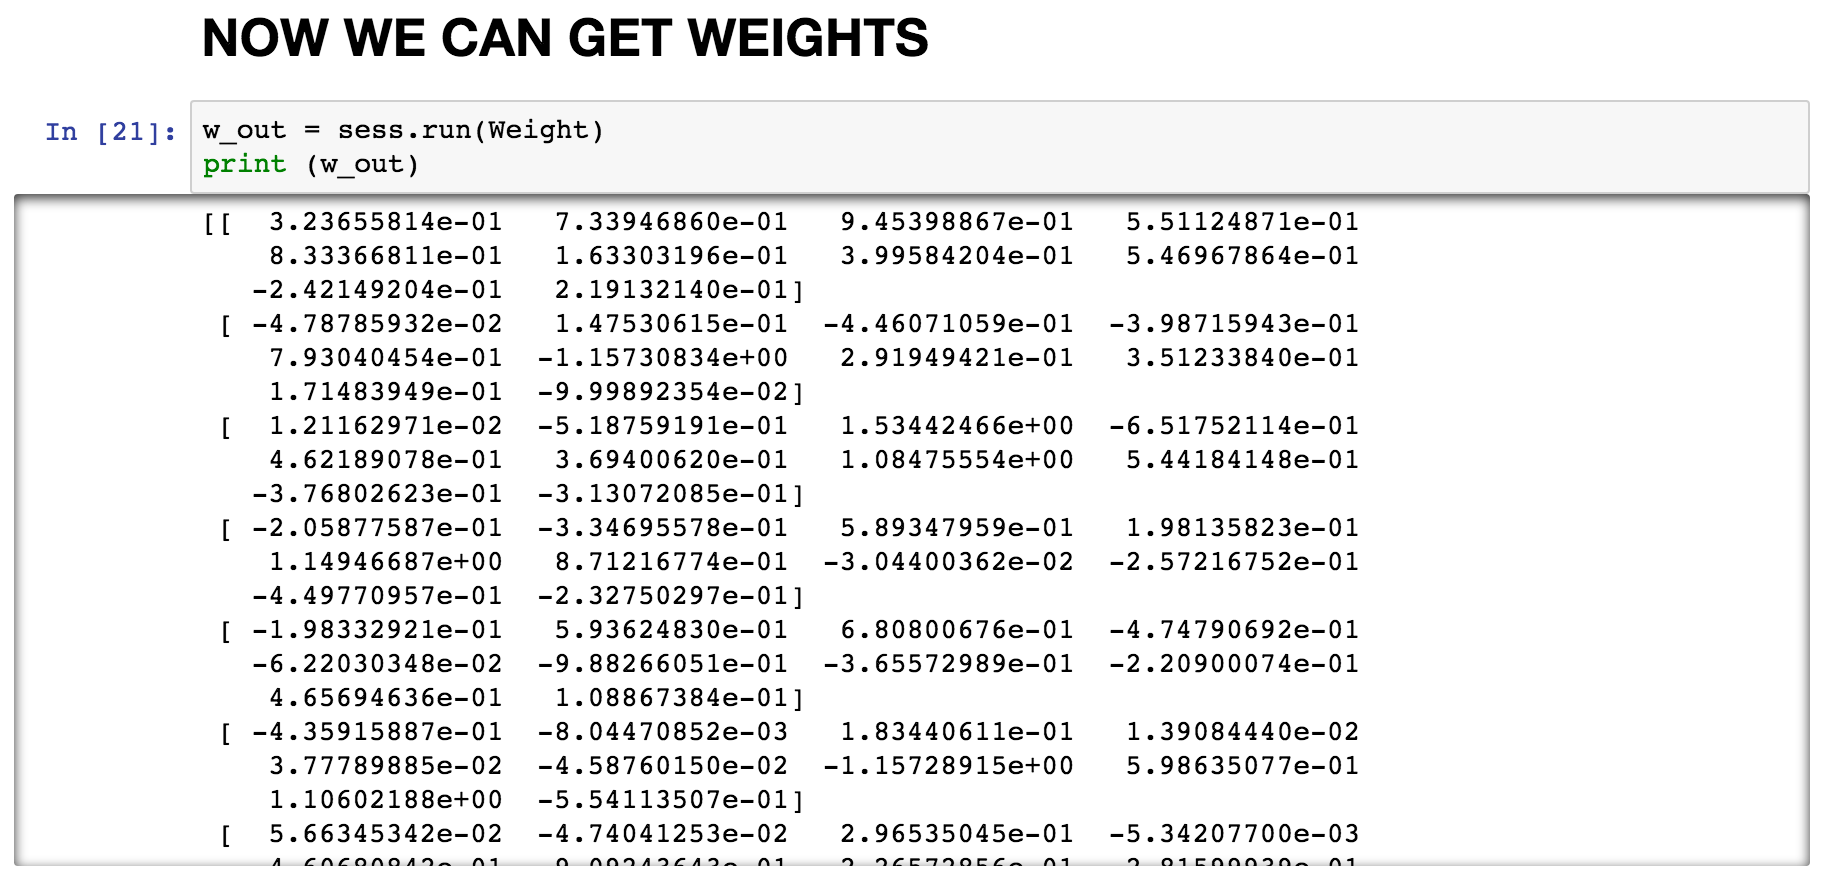 NOW WE CAN GET WEIGHTS
In [21]: w_out = sess.run(Weight)
print (w_out)
[[  3.23655814e-01   7.33946860e-01   9.45398867e-01   5.51124871e-01
    8.33366811e-01   1.63303196e-01   3.99584204e-01   5.46967864e-01
   -2.42149204e-01   2.19132140e-01]
 [ -4.78785932e-02   1.47530615e-01  -4.46071059e-01  -3.98715943e-01
    7.93040454e-01  -1.15730834e+00   2.91949421e-01   3.51233840e-01
    1.71483949e-01  -9.99892354e-02]
 [  1.21162971e-02  -5.18759191e-01   1.53442466e+00  -6.51752114e-01
    4.62189078e-01   3.69400620e-01   1.08475554e+00   5.44184148e-01
   -3.76802623e-01  -3.13072085e-01]
 [ -2.05877587e-01  -3.34695578e-01   5.89347959e-01   1.98135823e-01
    1.14946687e+00   8.71216774e-01  -3.04400362e-02  -2.57216752e-01
   -4.49770957e-01  -2.32750297e-01]
 [ -1.98332921e-01   5.93624830e-01   6.80800676e-01  -4.74790692e-01
   -6.22030348e-02  -9.88266051e-01  -3.65572989e-01  -2.20900074e-01
    4.65694636e-01   1.08867384e-01]
 [ -4.35915887e-01  -8.04470852e-03   1.83440611e-01   1.39084440e-02
    3.77789885e-02  -4.58760150e-02  -1.15728915e+00   5.98635077e-01
    1.10602188e+00  -5.54113507e-01]
 [  5.66345342e-02  -4.74041253e-02   2.96535045e-01  -5.34207700e-03